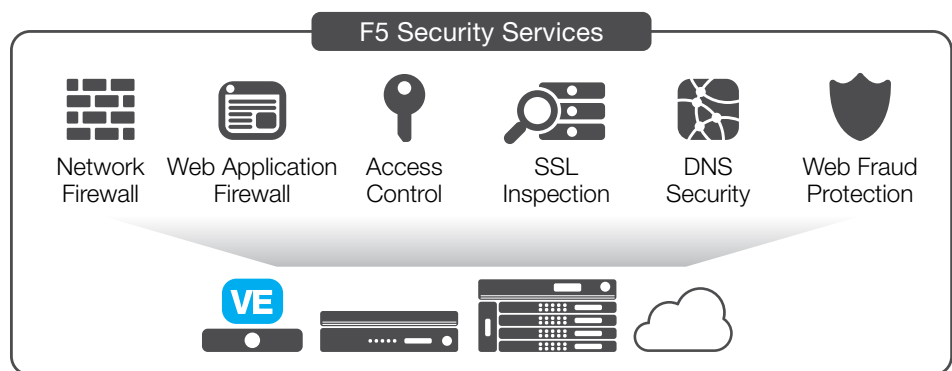 F5 Security Services
Network
Firewall
Web Application
Firewall
Access
Control
SSL
Inspection
DNS
Security
Web Fraud
Protection
VE